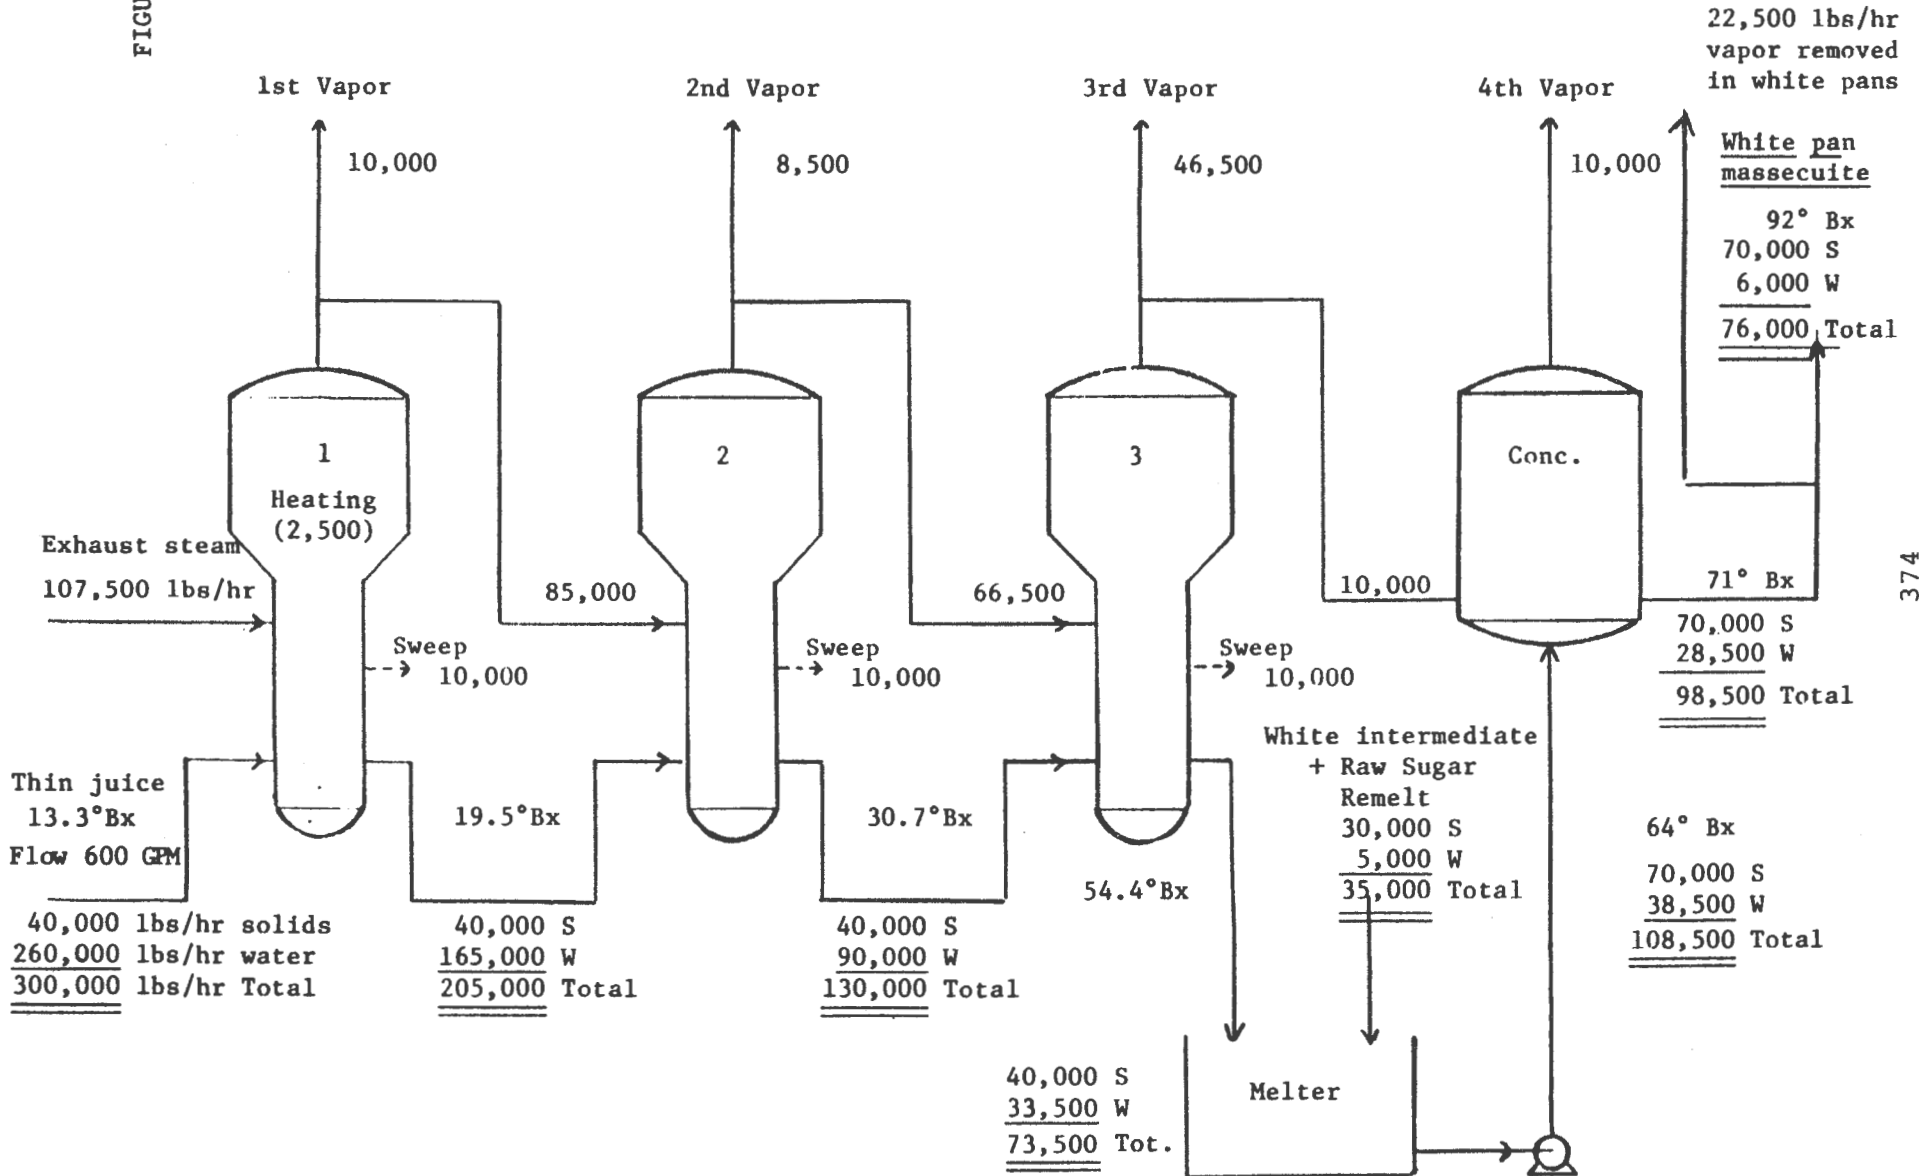 FIGU
22,500 lbs/hr
vapor removed
in white pans
1st Vapor
2nd Vapor
3rd Vapor
4th Vapor
10,000
8,500
46,500
10,000
White pan
massecuite
92° Bx
70,000 S
6,000 W
76,000 Total
1
Heating
(2,500)
2
3
Conc.
Exhaust steam
107,500 lbs/hr
85,000
66,500
10,000
71° Bx
70,000 S
28,500 W
98,500 Total
374
Sweep
10,000
Sweep
10,000
Sweep
10,000
Thin juice
13.3°Bx
Flow 600 GPM
40,000 lbs/hr solids
260,000 lbs/hr water
300,000 lbs/hr Total
19.5°Bx
40,000 S
165,000 W
205,000 Total
30.7°Bx
40,000 S
90,000 W
130,000 Total
54.4°Bx
White intermediate
+ Raw Sugar
Remelt
30,000 S
5,000 W
35,000 Total
64° Bx
70,000 S
38,500 W
108,500 Total
40,000 S
33,500 W
73,500 Tot.
Melter